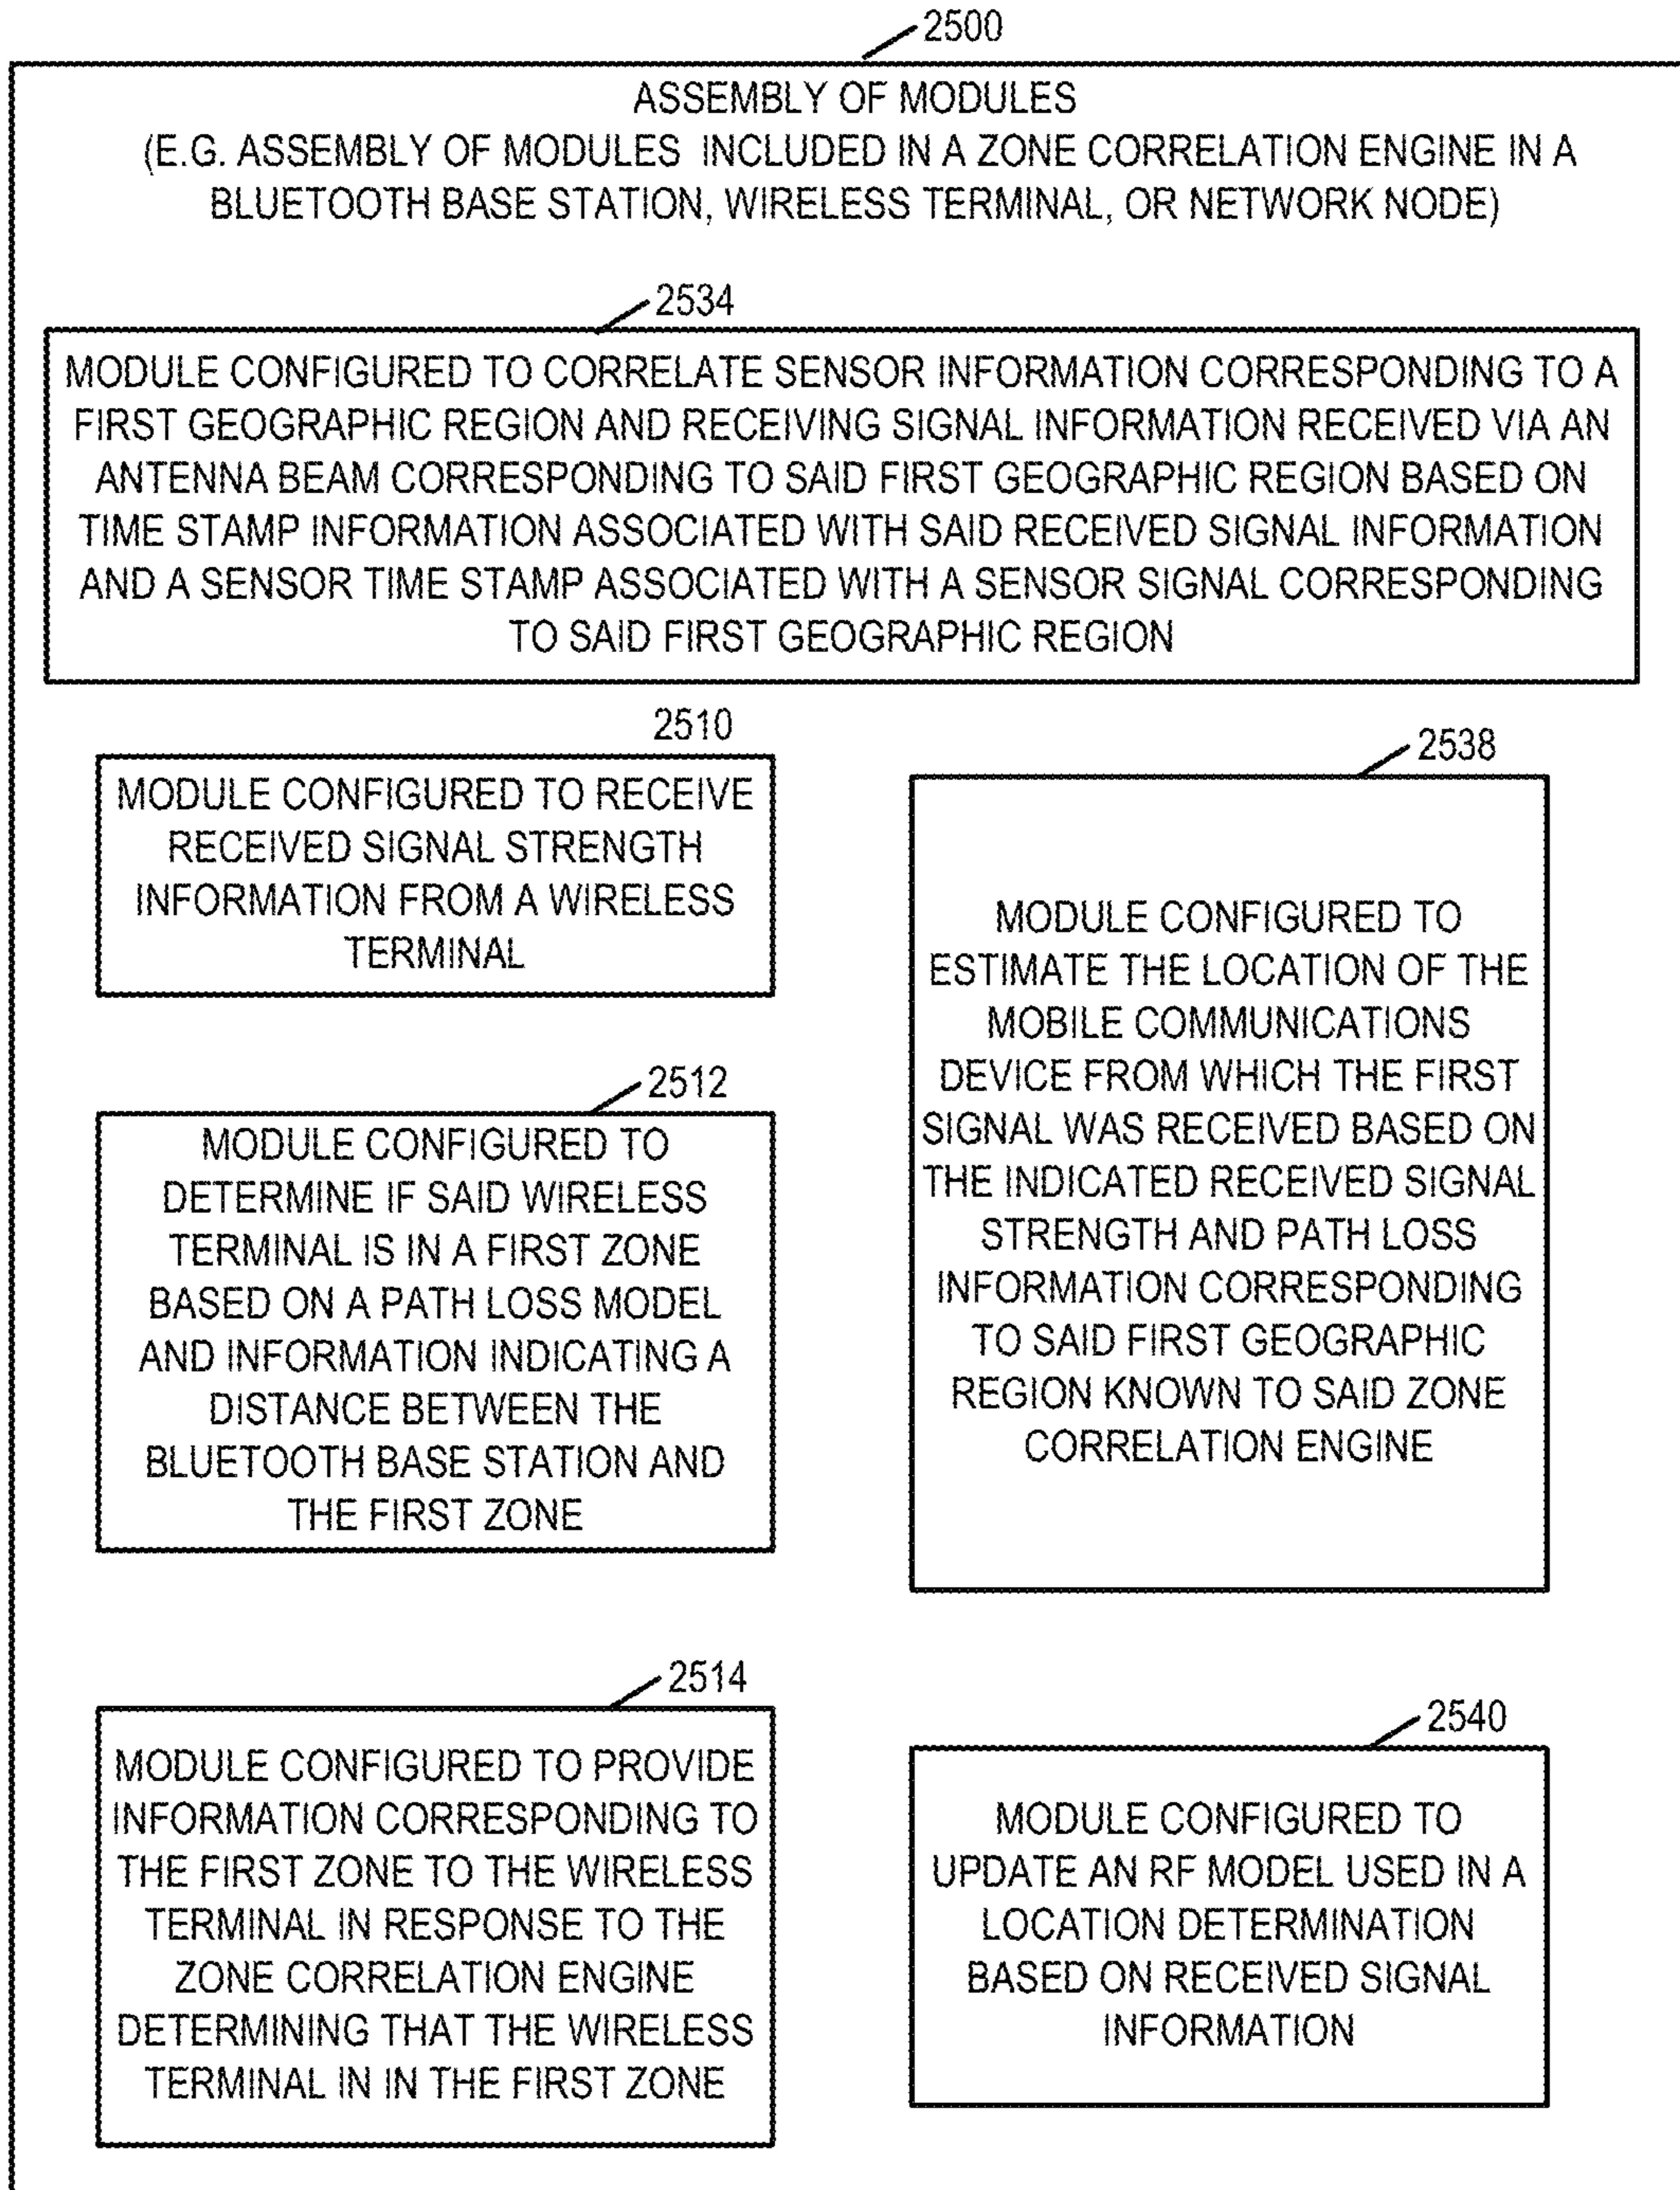 2500
ASSEMBLY OF MODULES
(E.G. ASSEMBLY OF MODULES INCLUDED IN A ZONE CORRELATION ENGINE IN A
BLUETOOTH BASE STATION, WIRELESS TERMINAL, OR NETWORK NODE)
2534
MODULE CONFIGURED TO CORRELATE SENSOR INFORMATION CORRESPONDING TO A
FIRST GEOGRAPHIC REGION AND RECEIVING SIGNAL INFORMATION RECEIVED VIA AN
ANTENNA BEAM CORRESPONDING TO SAID FIRST GEOGRAPHIC REGION BASED ON
TIME STAMP INFORMATION ASSOCIATED WITH SAID RECEIVED SIGNAL INFORMATION
AND A SENSOR TIME STAMP ASSOCIATED WITH A SENSOR SIGNAL CORRESPONDING
TO SAID FIRST GEOGRAPHIC REGION
2510
MODULE CONFIGURED TO RECEIVE
RECEIVED SIGNAL STRENGTH
INFORMATION FROM A WIRELESS
TERMINAL
2512
MODULE CONFIGURED TO
DETERMINE IF SAID WIRELESS
TERMINAL IS IN A FIRST ZONE
BASED ON A PATH LOSS MODEL
AND INFORMATION INDICATING A
DISTANCE BETWEEN THE
BLUETOOTH BASE STATION AND
THE FIRST ZONE
2514
MODULE CONFIGURED TO PROVIDE
INFORMATION CORRESPONDING TO
THE FIRST ZONE TO THE WIRELESS
TERMINAL IN RESPONSE TO THE
ZONE CORRELATION ENGINE
DETERMINING THAT THE WIRELESS
TERMINAL IN IN THE FIRST ZONE
2538
MODULE CONFIGURED TO
ESTIMATE THE LOCATION OF THE
MOBILE COMMUNICATIONS
DEVICE FROM WHICH THE FIRST
SIGNAL WAS RECEIVED BASED ON
THE INDICATED RECEIVED SIGNAL
STRENGTH AND PATH LOSS
INFORMATION CORRESPONDING
TO SAID FIRST GEOGRAPHIC
REGION KNOWN TO SAID ZONE
CORRELATION ENGINE
2540
MODULE CONFIGURED TO
UPDATE AN RF MODEL USED IN A
LOCATION DETERMINATION
BASED ON RECEIVED SIGNAL
INFORMATION